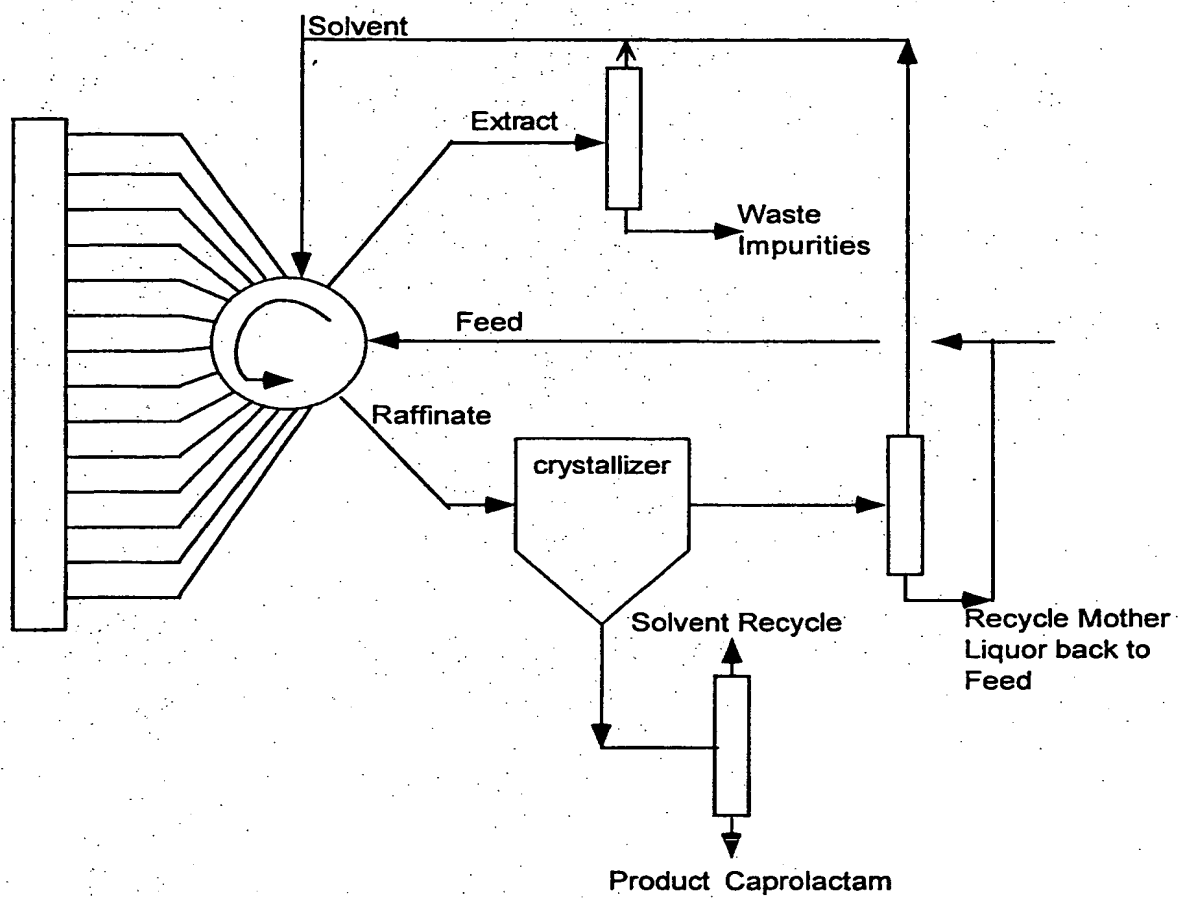 Solvent
Extract
Waste
Impurities
Feed
Raffinate
crystallizer
Solvent Recycle
Recycle Mother
Liquor back to
Feed
Product Caprolactam